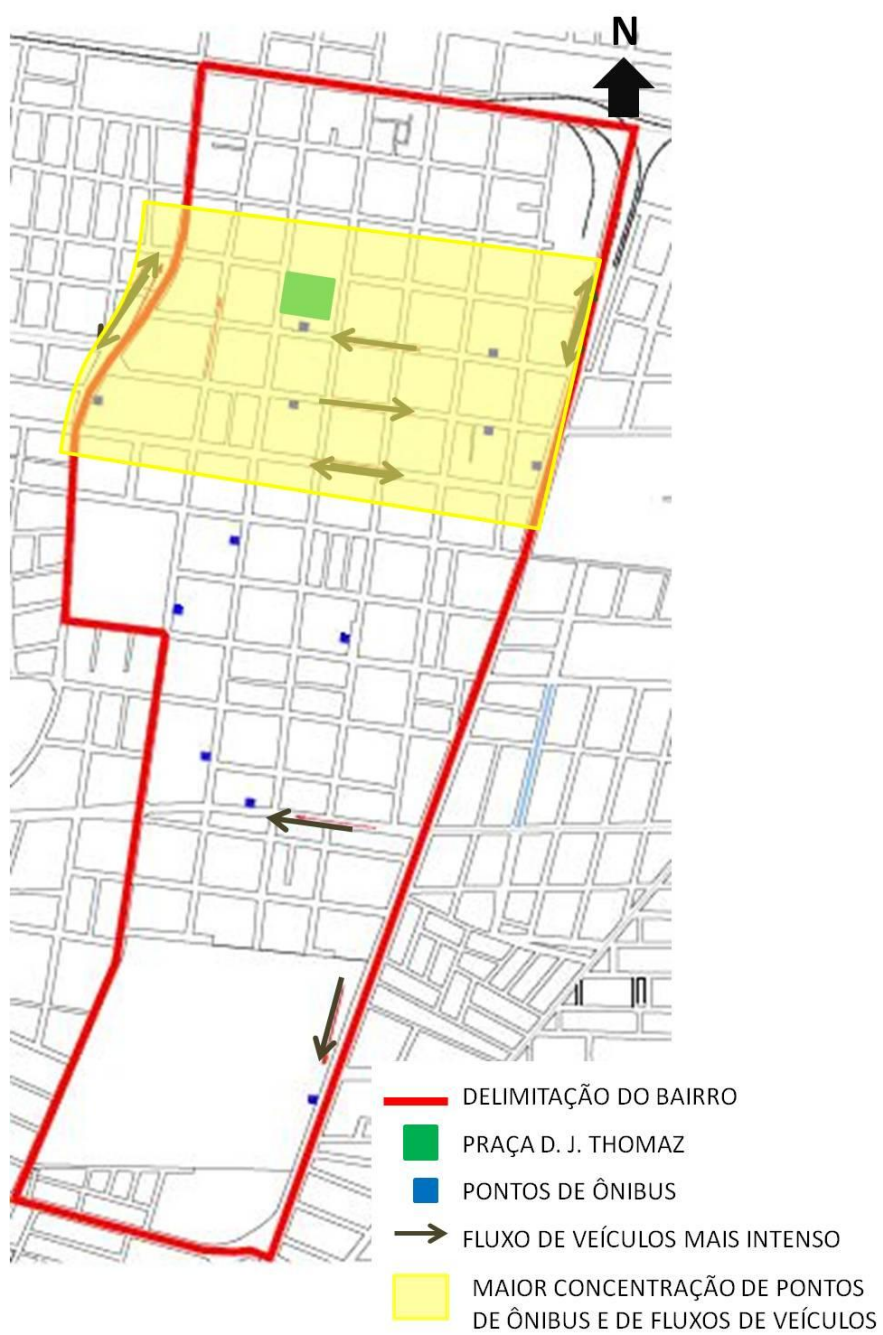 N
DELIMITAÇÃO DO BAIRRO
PRAÇA D. J. THOMAZ
PONTOS DE ÔNIBUS
FLUXO DE VEÍCULOS MAIS INTENSO
MAIOR CONCENTRAÇÃO DE PONTOS
DE ÔNIBUS E DE FLUXOS DE VEÍCULOS